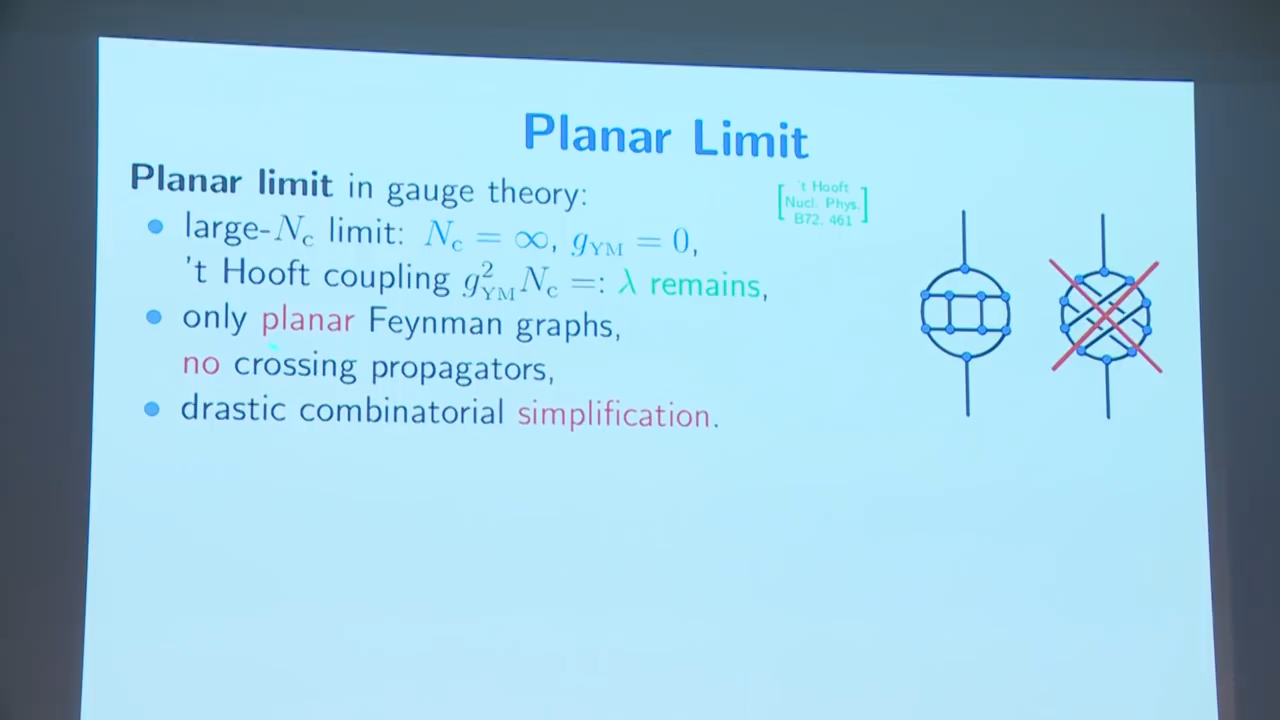 Planar Limit
Planar limit in gauge theory:
['t Hooft
Nucl. Phys.
B72, 461]
• large-N_c limit: N_c = ∞, g_YM = 0,
't Hooft coupling g²_YM N_c =: λ remains,
• only planar Feynman graphs,
no crossing propagators,
• drastic combinatorial simplification.